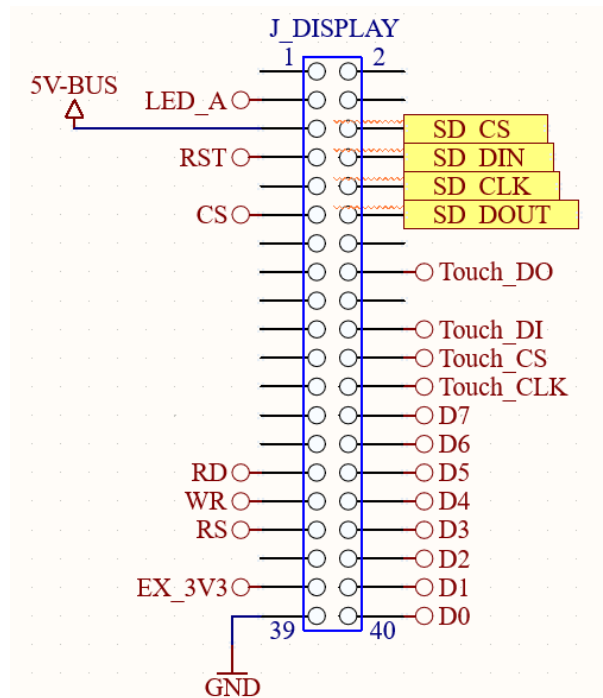 J_DISPLAY
1 2
5V-BUS
LED_A
SD_CS
RST SD_DIN
SD_CLK
CS SD_DOUT
Touch_DO
Touch_DI
Touch_CS
Touch_CLK
D7
D6
RD D5
WR D4
RS D3
D2
EX_3V3 D1
D0
39 40
GND